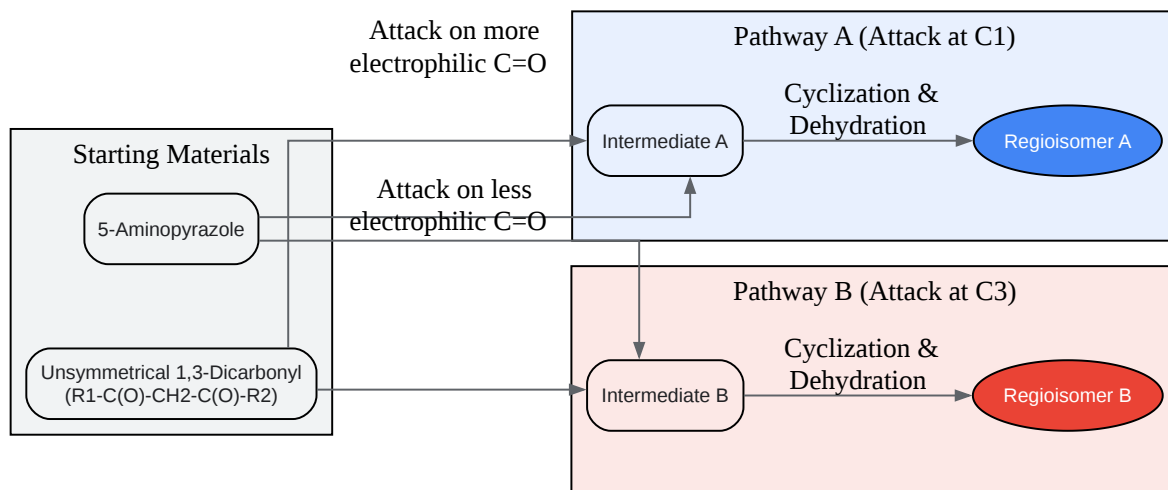 Attack on more
electrophilic C=O
Pathway A (Attack at C1)
Cyclization &
Dehydration
Intermediate A
Regioisomer A
Starting Materials
5-Aminopyrazole
Attack on less
electrophilic C=O
Unsymmetrical 1,3-Dicarbonyl
(R1-C(O)-CH2-C(O)-R2)
Pathway B (Attack at C3)
Cyclization &
Dehydration
Intermediate B
Regioisomer B